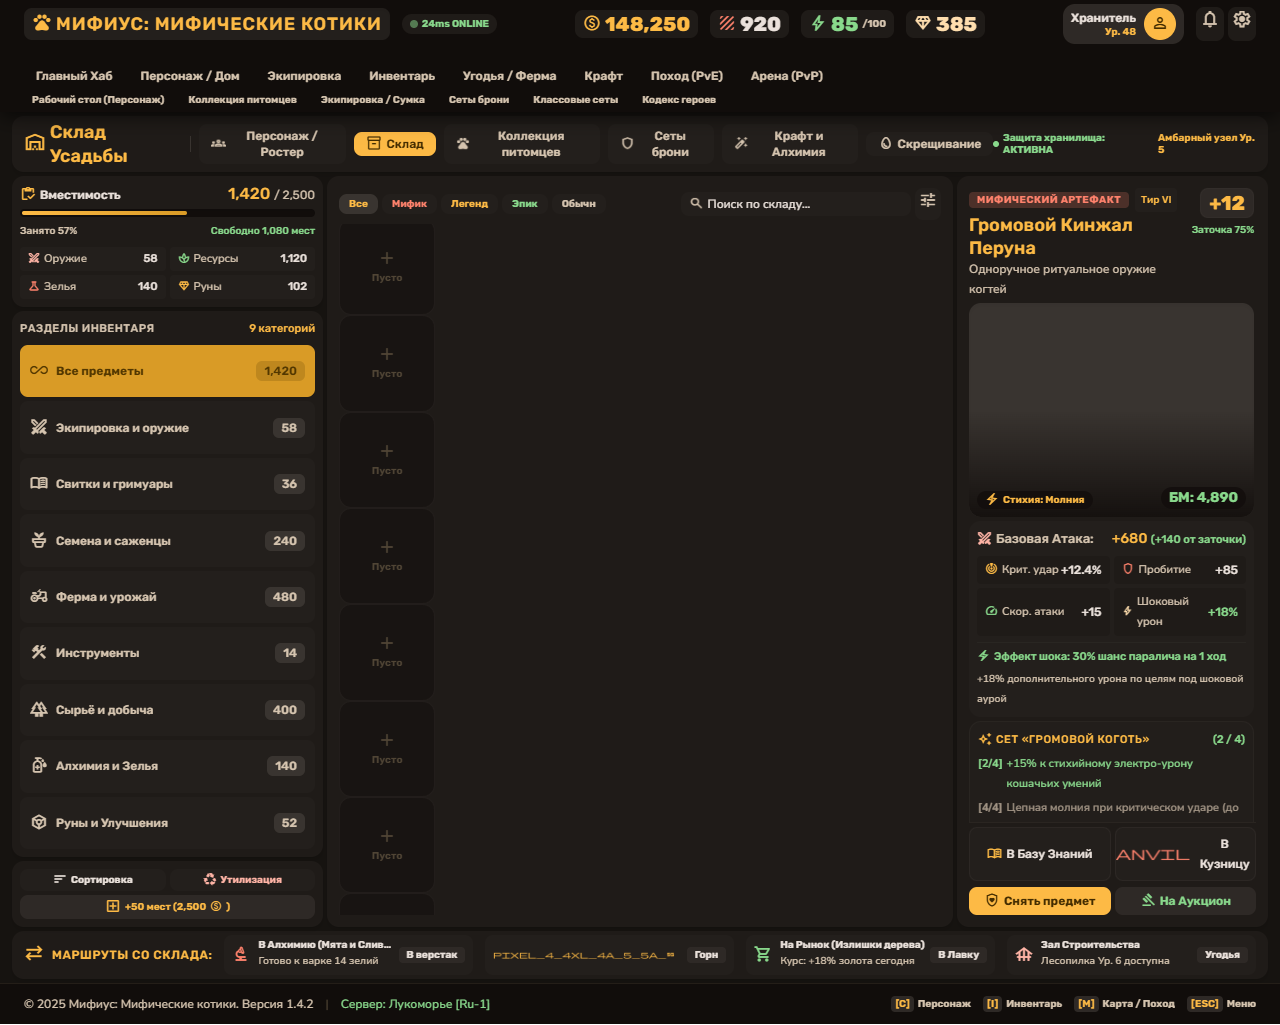 МИФИУС: МИФИЧЕСКИЕ КОТИКИ
24ms ONLINE
148,250
920
85 /100
385
Хранитель
Ур. 48
Главный Хаб
Персонаж / Дом
Экипировка
Инвентарь
Угодья / Ферма
Крафт
Поход (PvE)
Арена (PvP)
Рабочий стол (Персонаж)
Коллекция питомцев
Экипировка / Сумка
Сеты брони
Классовые сеты
Кодекс героев
Склад
Усадьбы
Персонаж /
Ростер
Склад
Коллекция
питомцев
Сеты
брони
Крафт и
Алхимия
Скрещивание
Защита хранилища:
АКТИВНА
Амбарный узел Ур.
5
Вместимость
1,420 / 2,500
Занято 57%
Свободно 1,080 мест
Оружие 58
Ресурсы 1,120
Зелья 140
Руны 102
РАЗДЕЛЫ ИНВЕНТАРЯ
9 категорий
Все предметы 1,420
Экипировка и оружие 58
Свитки и гримуары 36
Семена и саженцы 240
Ферма и урожай 480
Инструменты 14
Сырьё и добыча 400
Алхимия и Зелья 140
Руны и Улучшения 52
Сортировка
Утилизация
+50 мест (2,500 )
Все
Мифик
Легенд
Эпик
Обычн
Поиск по складу...
Пусто
Пусто
Пусто
Пусто
Пусто
Пусто
Пусто
МИФИЧЕСКИЙ АРТЕФАКТ
Тир VI
+12
Громовой Кинжал
Перуна
Заточка 75%
Одноручное ритуальное оружие
когтей
Стихия: Молния
БМ: 4,890
Базовая Атака:
+680 (+140 от заточки)
Крит. удар +12.4%
Пробитие +85
Скор. атаки +15
Шоковый
урон
+18%
Эффект шока: 30% шанс паралича на 1 ход
+18% дополнительного урона по целям под шоковой
аурой
СЕТ «ГРОМОВОЙ КОГОТЬ»
(2 / 4)
[2/4] +15% к стихийному электро-урону
кошачьих умений
[4/4] Цепная молния при критическом ударе (до
В Базу Знаний
ANVIL
В
Кузницу
Снять предмет
На Аукцион
МАРШРУТЫ СО СКЛАДА:
В Алхимию (Мята и Слив...
Готово к варке 14 зелий
В верстак
PIXEL_4_4XL_4A_5_5A_
Горн
На Рынок (Излишки дерева)
Курс: +18% золота сегодня
В Лавку
Зал Строительства
Лесопилка Ур. 6 доступна
Угодья
© 2025 Мифиус: Мифические котики. Версия 1.4.2
|
Сервер: Лукоморье [Ru-1]
[C] Персонаж
[I] Инвентарь
[M] Карта / Поход
[ESC] Меню